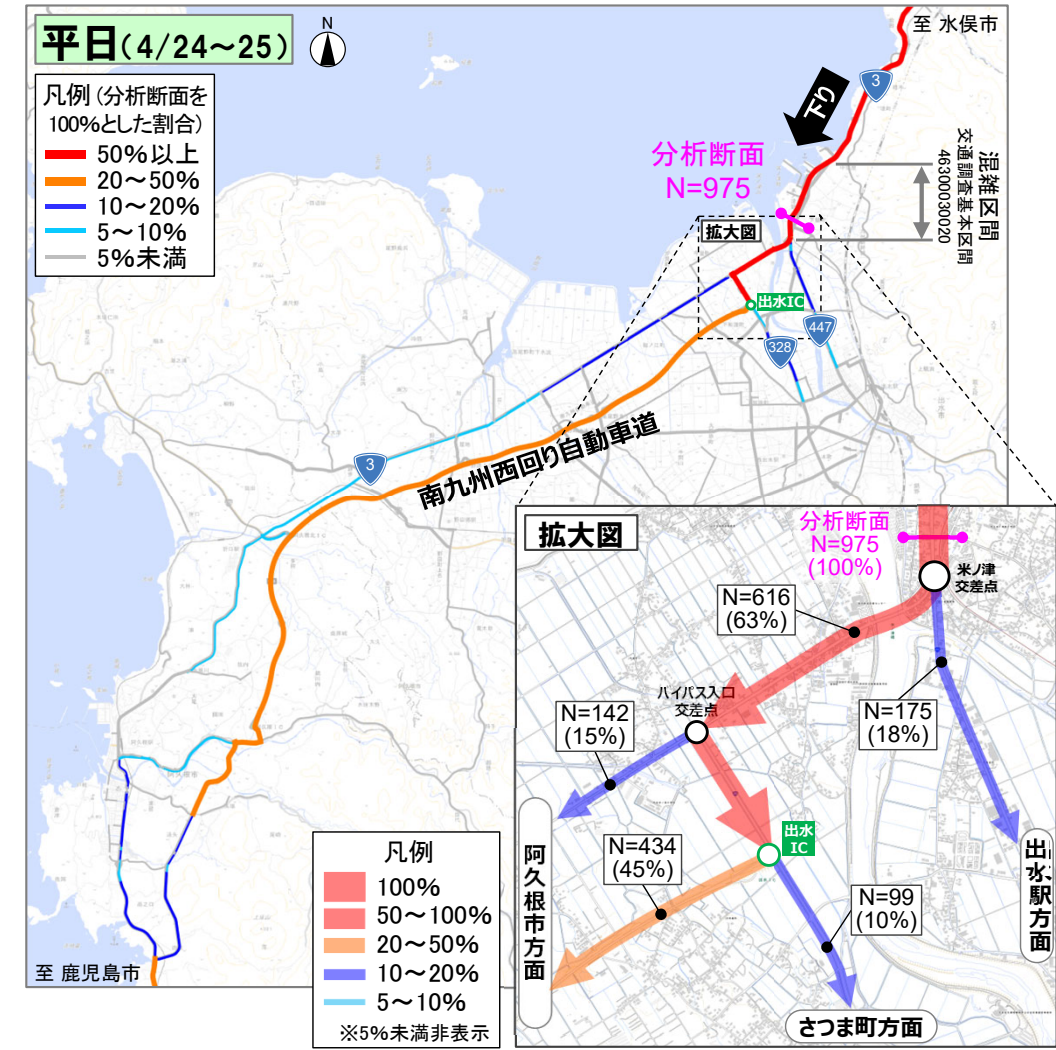 平日(4/24～25)
N
至 水俣市
凡例 (分析断面を
100%とした割合)
50%以上
20～50%
10～20%
5～10%
5%未満
3
下り
分析断面
N=975
混雑区間
交通調査基本区間
46300030020
拡大図
出水IC
447
328
3
南九州西回り自動車道
至 鹿児島市
凡例
100%
50～100%
20～50%
10～20%
5～10%
※5%未満非表示
拡大図
分析断面
N=975
(100%)
米ノ津
交差点
N=616
(63%)
バイパス入口
交差点
N=142
(15%)
N=175
(18%)
出水
IC
N=434
(45%)
N=99
(10%)
阿久根市方面
出水駅方面
さつま町方面